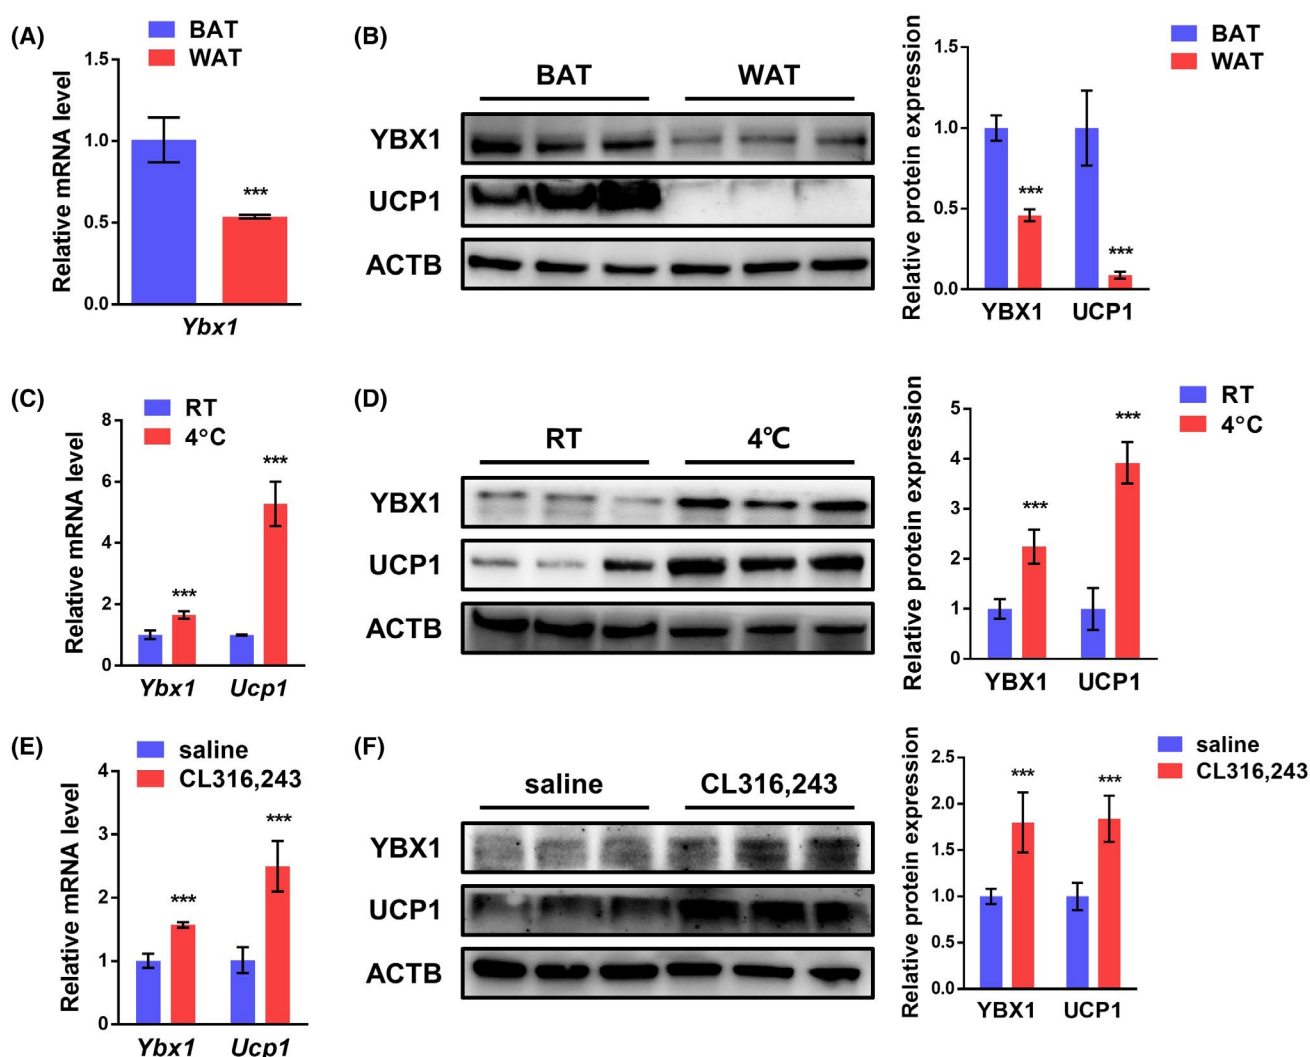 (A)
BAT
WAT
Relative mRNA level
1.5
1.0
0.5
0.0
***
Ybx1
(B)
BAT WAT
YBX1
UCP1
ACTB
BAT
WAT
Relative protein expression
1.5
1.0
0.5
0.0
***
***
YBX1 UCP1
(C)
RT
4°C
Relative mRNA level
8
6
4
2
0
***
***
Ybx1 Ucp1
(D)
RT 4℃
YBX1
UCP1
ACTB
RT
4°C
Relative protein expression
5
4
3
2
1
0
***
***
YBX1 UCP1
(E)
saline
CL316,243
Relative mRNA level
4
3
2
1
0
***
***
Ybx1 Ucp1
(F)
saline CL316,243
YBX1
UCP1
ACTB
saline
CL316,243
Relative protein expression
2.5
2.0
1.5
1.0
0.5
0.0
***
***
YBX1 UCP1